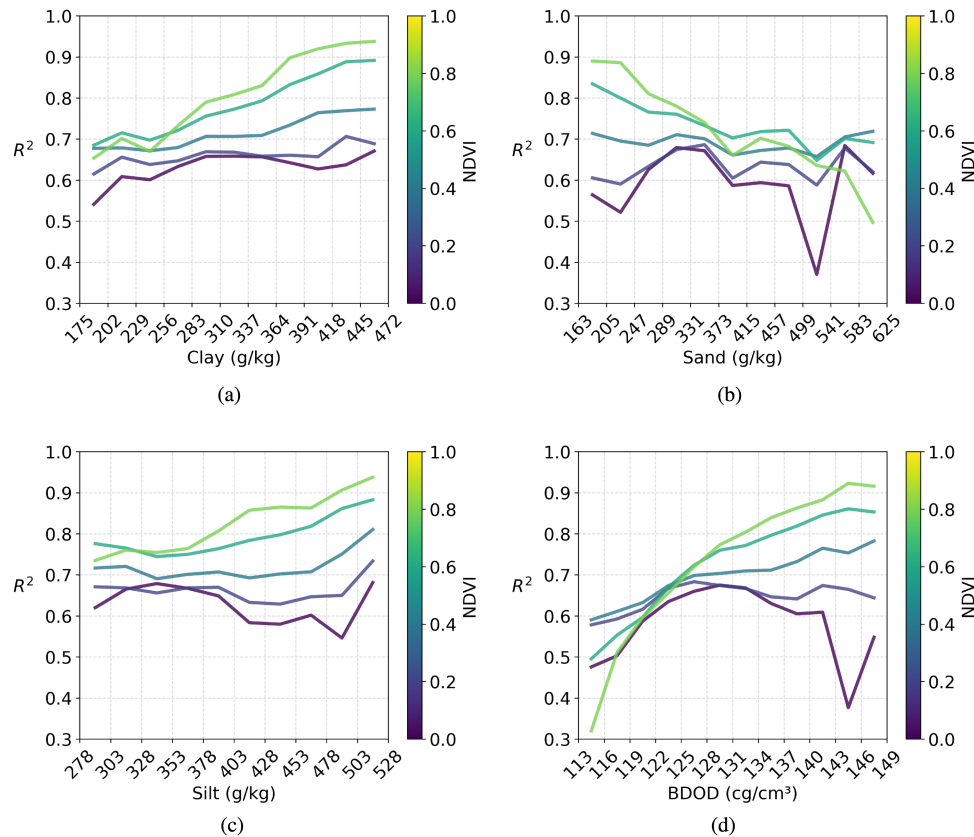 1.0
0.9
0.8
0.7
R²
0.6
0.5
0.4
0.3
175 202 229 256 283 310 337 364 391 418 445 472
Clay (g/kg)
1.0
0.8
0.6
0.4
0.2
0.0
NDVI
(a)
1.0
0.9
0.8
0.7
R²
0.6
0.5
0.4
0.3
163 205 247 289 331 373 415 457 499 541 583 625
Sand (g/kg)
1.0
0.8
0.6
0.4
0.2
0.0
NDVI
(b)
1.0
0.9
0.8
0.7
R²
0.6
0.5
0.4
0.3
278 303 328 353 378 403 428 453 478 503 528
Silt (g/kg)
1.0
0.8
0.6
0.4
0.2
0.0
NDVI
(c)
1.0
0.9
0.8
0.7
R²
0.6
0.5
0.4
0.3
113 116 119 122 125 128 131 134 137 140 143 146 149
BDOD (cg/cm³)
1.0
0.8
0.6
0.4
0.2
0.0
NDVI
(d)